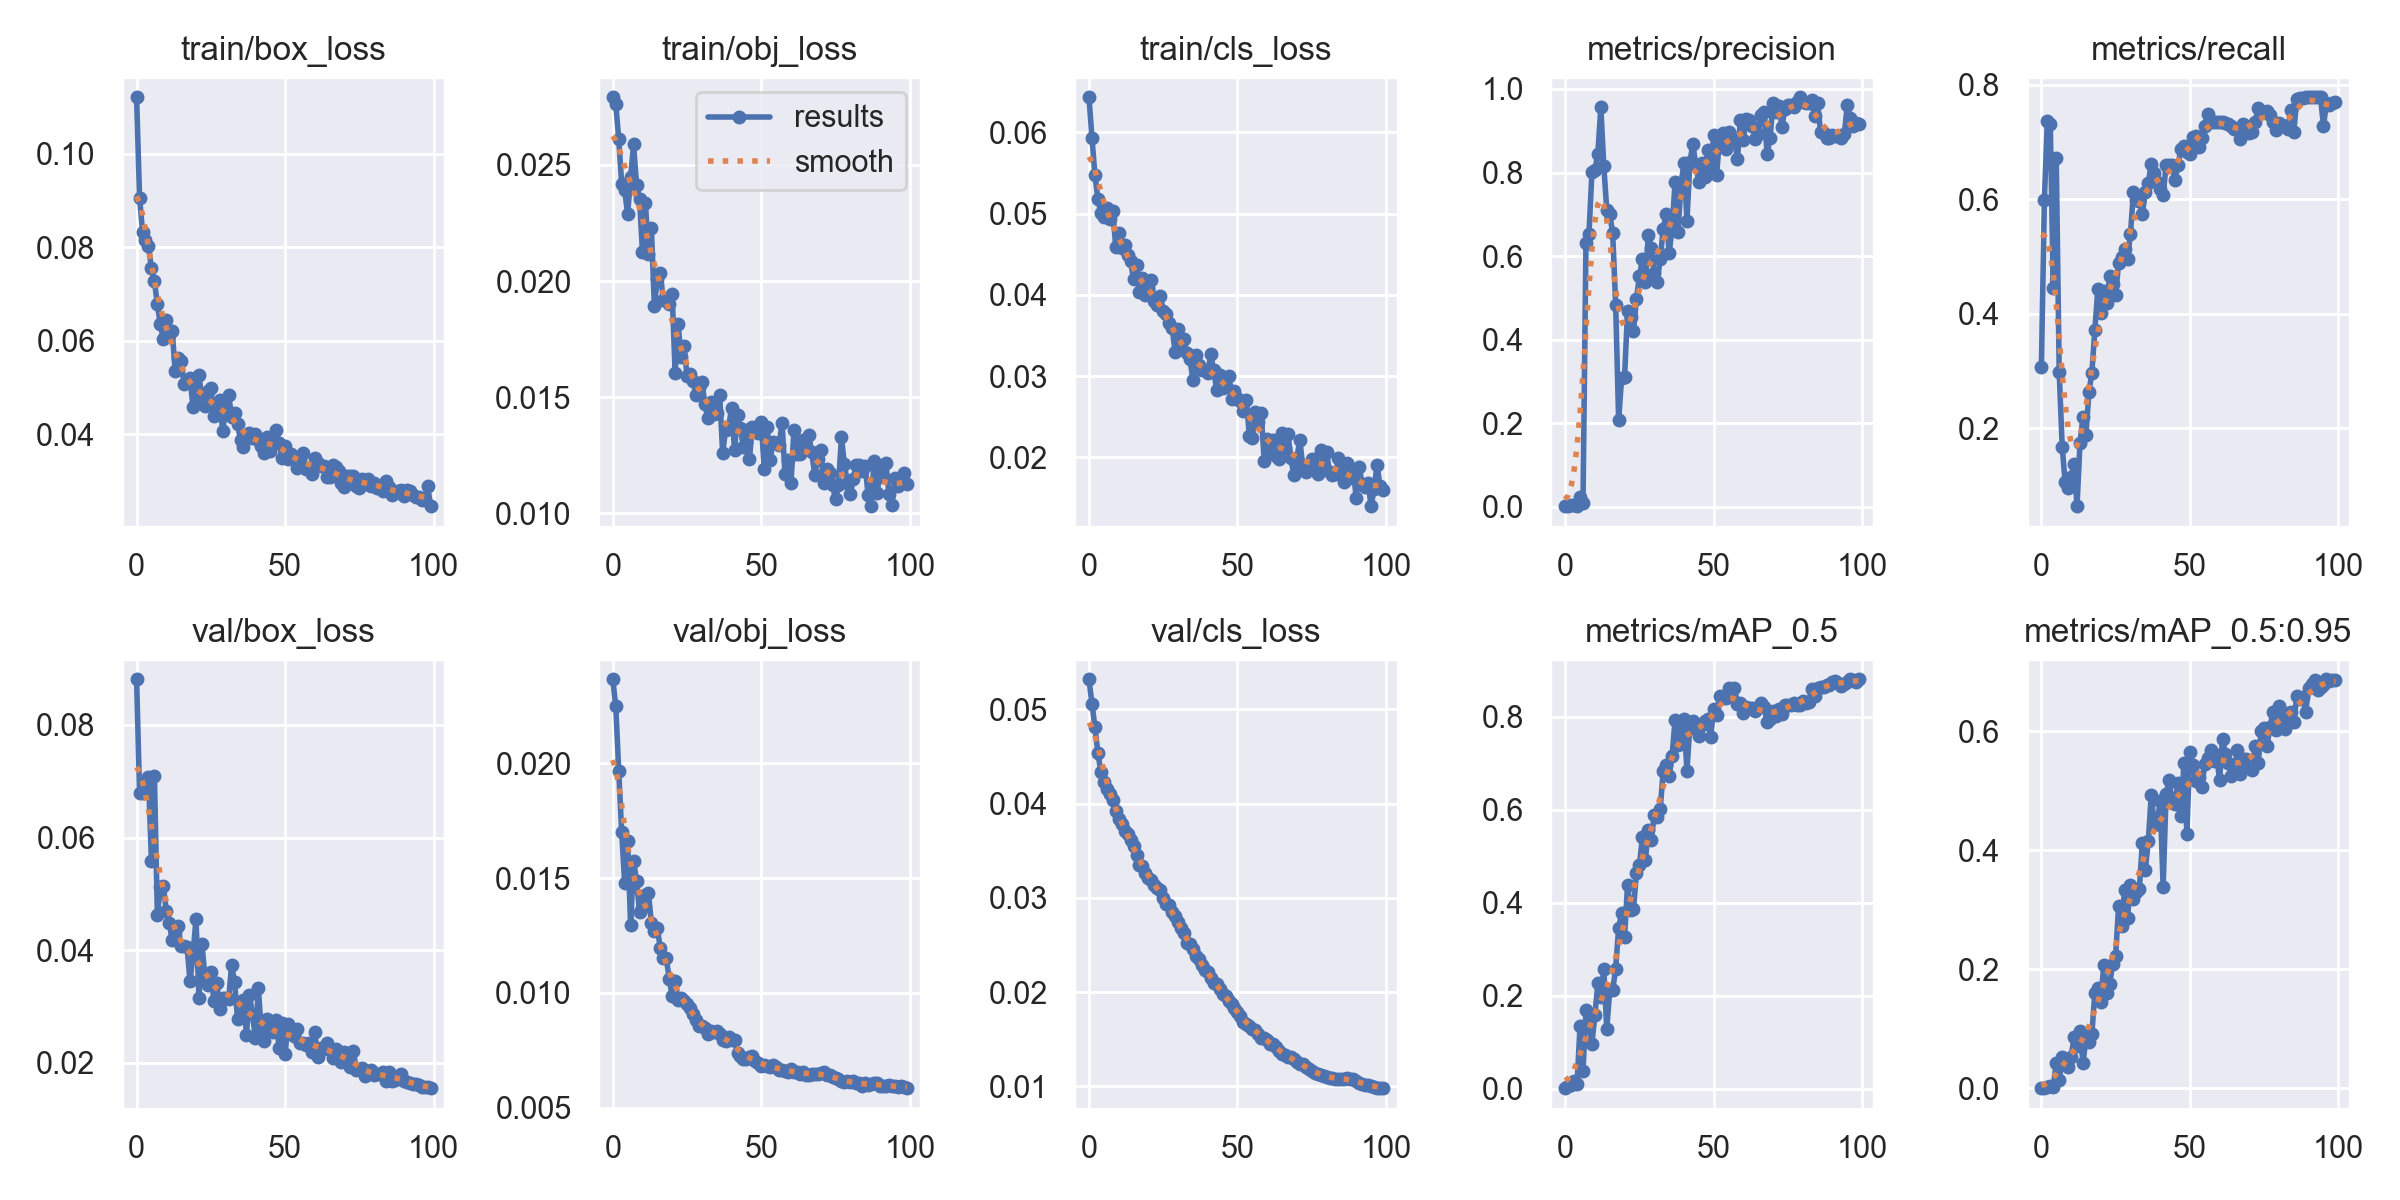 train/box_loss
0.10
0.08
0.06
0.04
0 50 100
train/obj_loss
results
smooth
0.025
0.020
0.015
0.010
0 50 100
train/cls_loss
0.06
0.05
0.04
0.03
0.02
0 50 100
metrics/precision
1.0
0.8
0.6
0.4
0.2
0.0
0 50 100
metrics/recall
0.8
0.6
0.4
0.2
0 50 100
val/box_loss
0.08
0.06
0.04
0.02
0 50 100
val/obj_loss
0.020
0.015
0.010
0.005
0 50 100
val/cls_loss
0.05
0.04
0.03
0.02
0.01
0 50 100
metrics/mAP_0.5
0.8
0.6
0.4
0.2
0.0
0 50 100
metrics/mAP_0.5:0.95
0.6
0.4
0.2
0.0
0 50 100